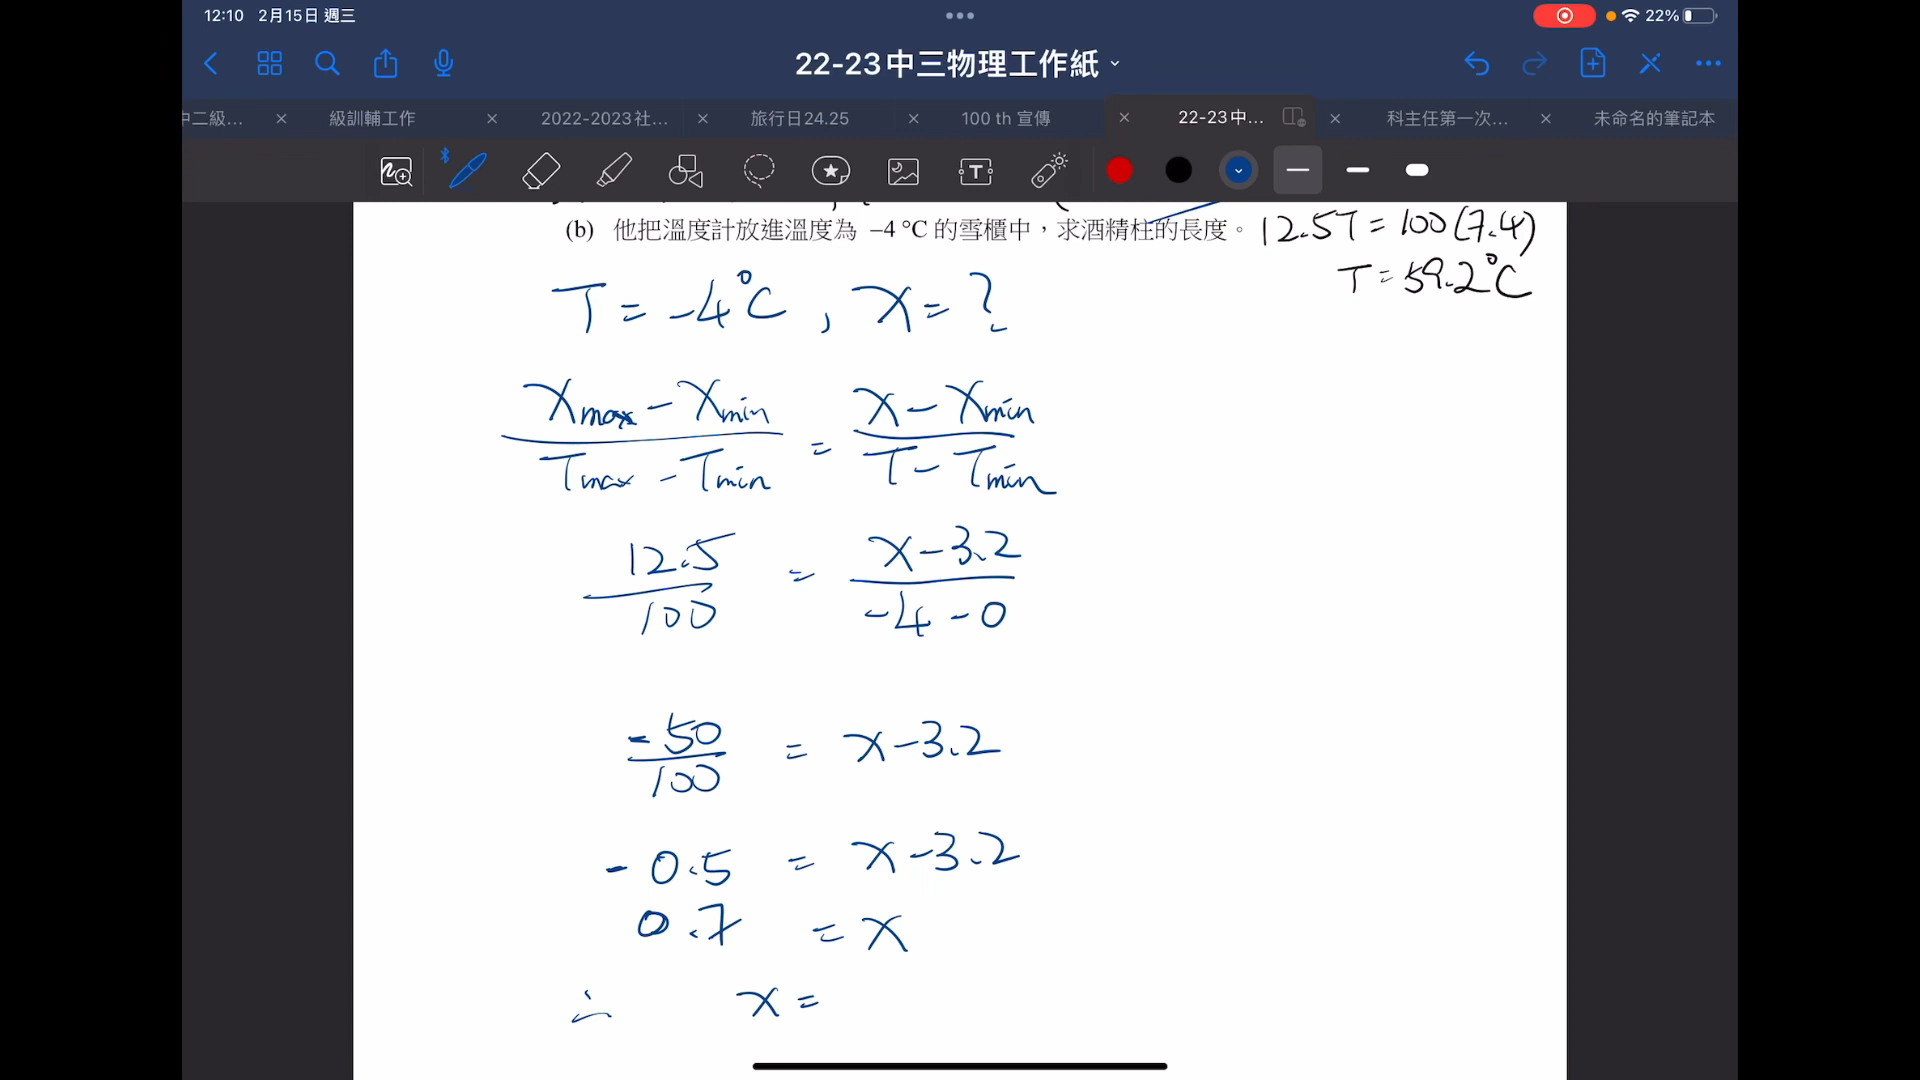 12:10 2月15日 週三
22%
22-23中三物理工作紙
中二級... 級訓輔工作 2022-2023社... 旅行日24.25 100 th 宣傳 22-23中... 科主任第一次... 未命名的筆記本
(b) 他把溫度計放進溫度為 –4 °C 的雪櫃中，求酒精柱的長度。 12.5T = 100(7.4)
T = 59.2°C
T = -4°C , x = ?
xmax - xmin / Tmax - Tmin = x - xmin / T - Tmin
12.5 / 100 = x - 3.2 / -4 - 0
-50 / 100 = x - 3.2
-0.5 = x - 3.2
0.7 = x
∴ x =